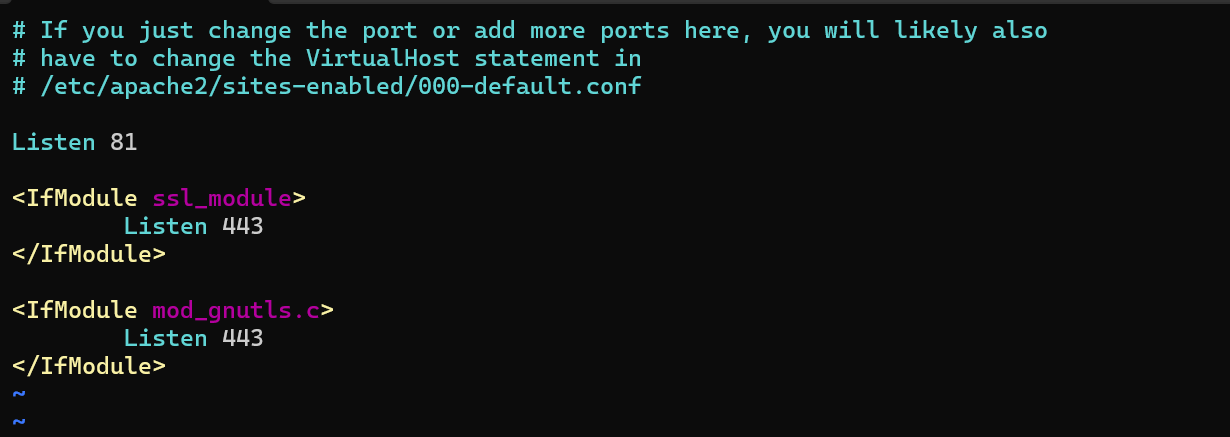 # If you just change the port or add more ports here, you will likely also
# have to change the VirtualHost statement in
# /etc/apache2/sites-enabled/000-default.conf
Listen 81
<IfModule ssl_module>
Listen 443
</IfModule>
<IfModule mod_gnutls.c>
Listen 443
</IfModule>
~
~